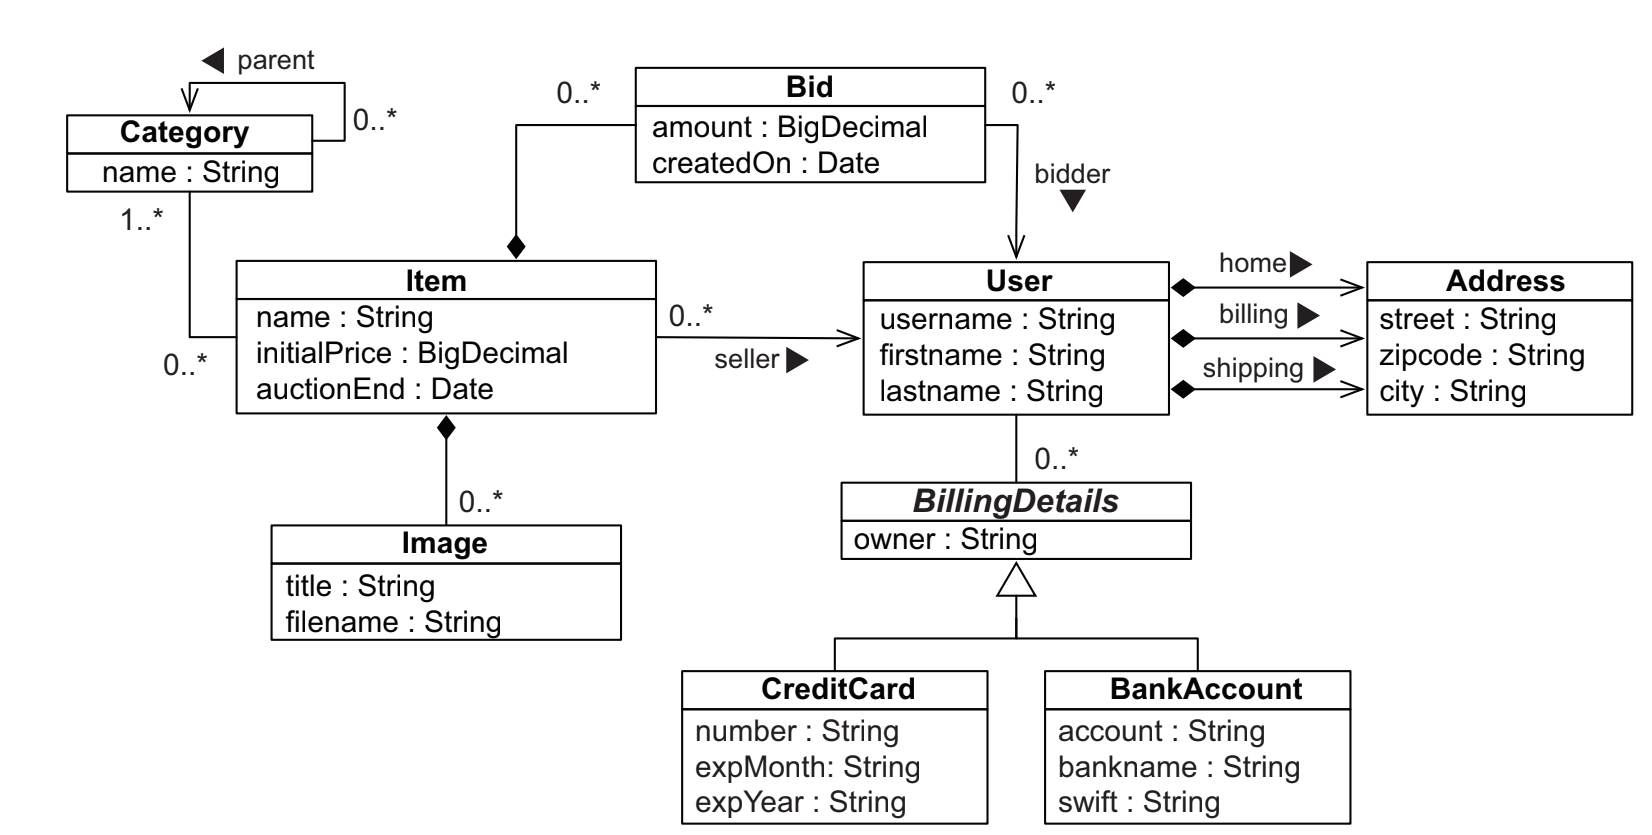 parent
0..*
Category
name : String
1..*
0..*
Bid
amount : BigDecimal
createdOn : Date
0..*
0..*
bidder
Item
name : String
initialPrice : BigDecimal
auctionEnd : Date
0..*
seller
User
username : String
firstname : String
lastname : String
home
billing
shipping
Address
street : String
zipcode : String
city : String
0..*
Image
title : String
filename : String
0..*
BillingDetails
owner : String
CreditCard
number : String
expMonth: String
expYear : String
BankAccount
account : String
bankname : String
swift : String